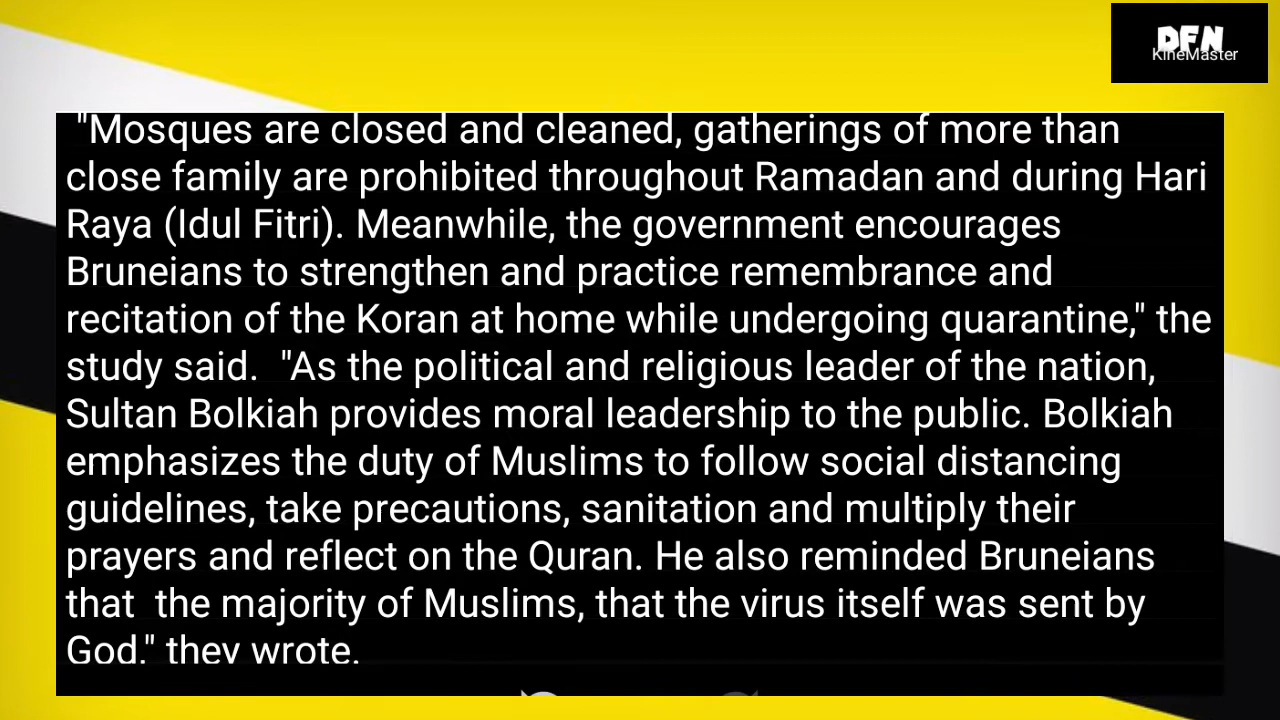 DFN
KineMaster
"Mosques are closed and cleaned, gatherings of more than
close family are prohibited throughout Ramadan and during Hari
Raya (Idul Fitri). Meanwhile, the government encourages
Bruneians to strengthen and practice remembrance and
recitation of the Koran at home while undergoing quarantine," the
study said.  "As the political and religious leader of the nation,
Sultan Bolkiah provides moral leadership to the public. Bolkiah
emphasizes the duty of Muslims to follow social distancing
guidelines, take precautions, sanitation and multiply their
prayers and reflect on the Quran. He also reminded Bruneians
that  the majority of Muslims, that the virus itself was sent by
God." they wrote.